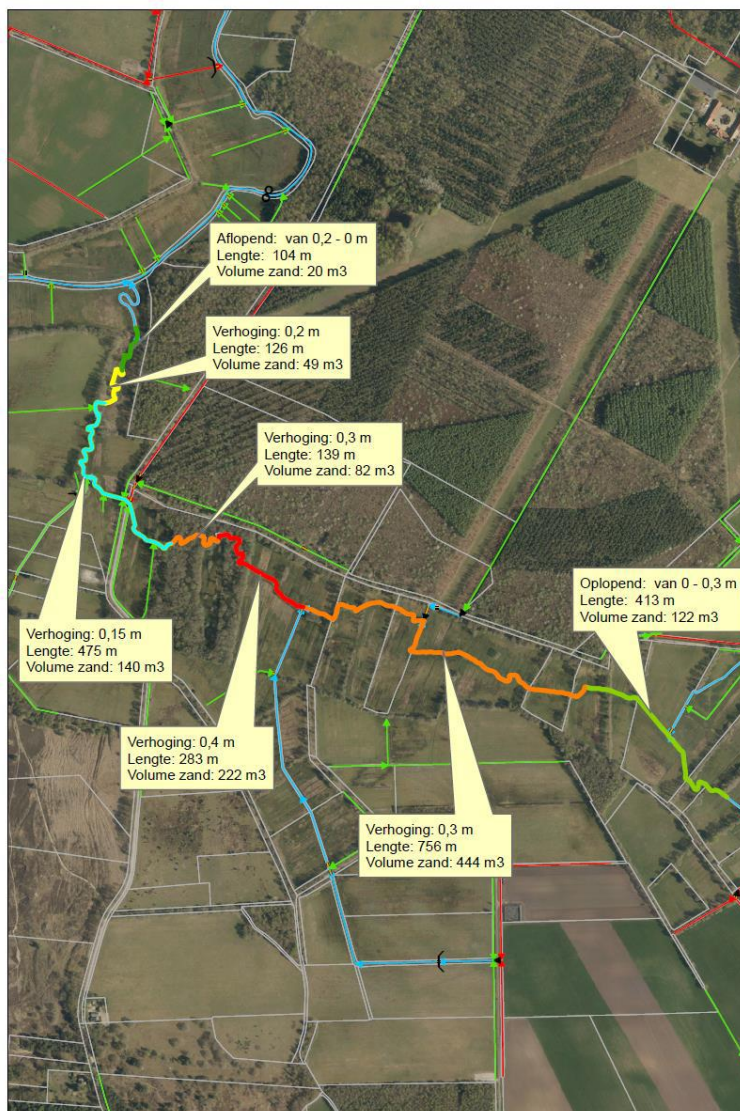 Aflopend: van 0,2 - 0 m
Lengte: 104 m
Volume zand: 20 m3
Verhoging: 0,2 m
Lengte: 126 m
Volume zand: 49 m3
Verhoging: 0,3 m
Lengte: 139 m
Volume zand: 82 m3
Oplopend: van 0 - 0,3 m
Lengte: 413 m
Volume zand: 122 m3
Verhoging: 0,15 m
Lengte: 475 m
Volume zand: 140 m3
Verhoging: 0,4 m
Lengte: 283 m
Volume zand: 222 m3
Verhoging: 0,3 m
Lengte: 756 m
Volume zand: 444 m3